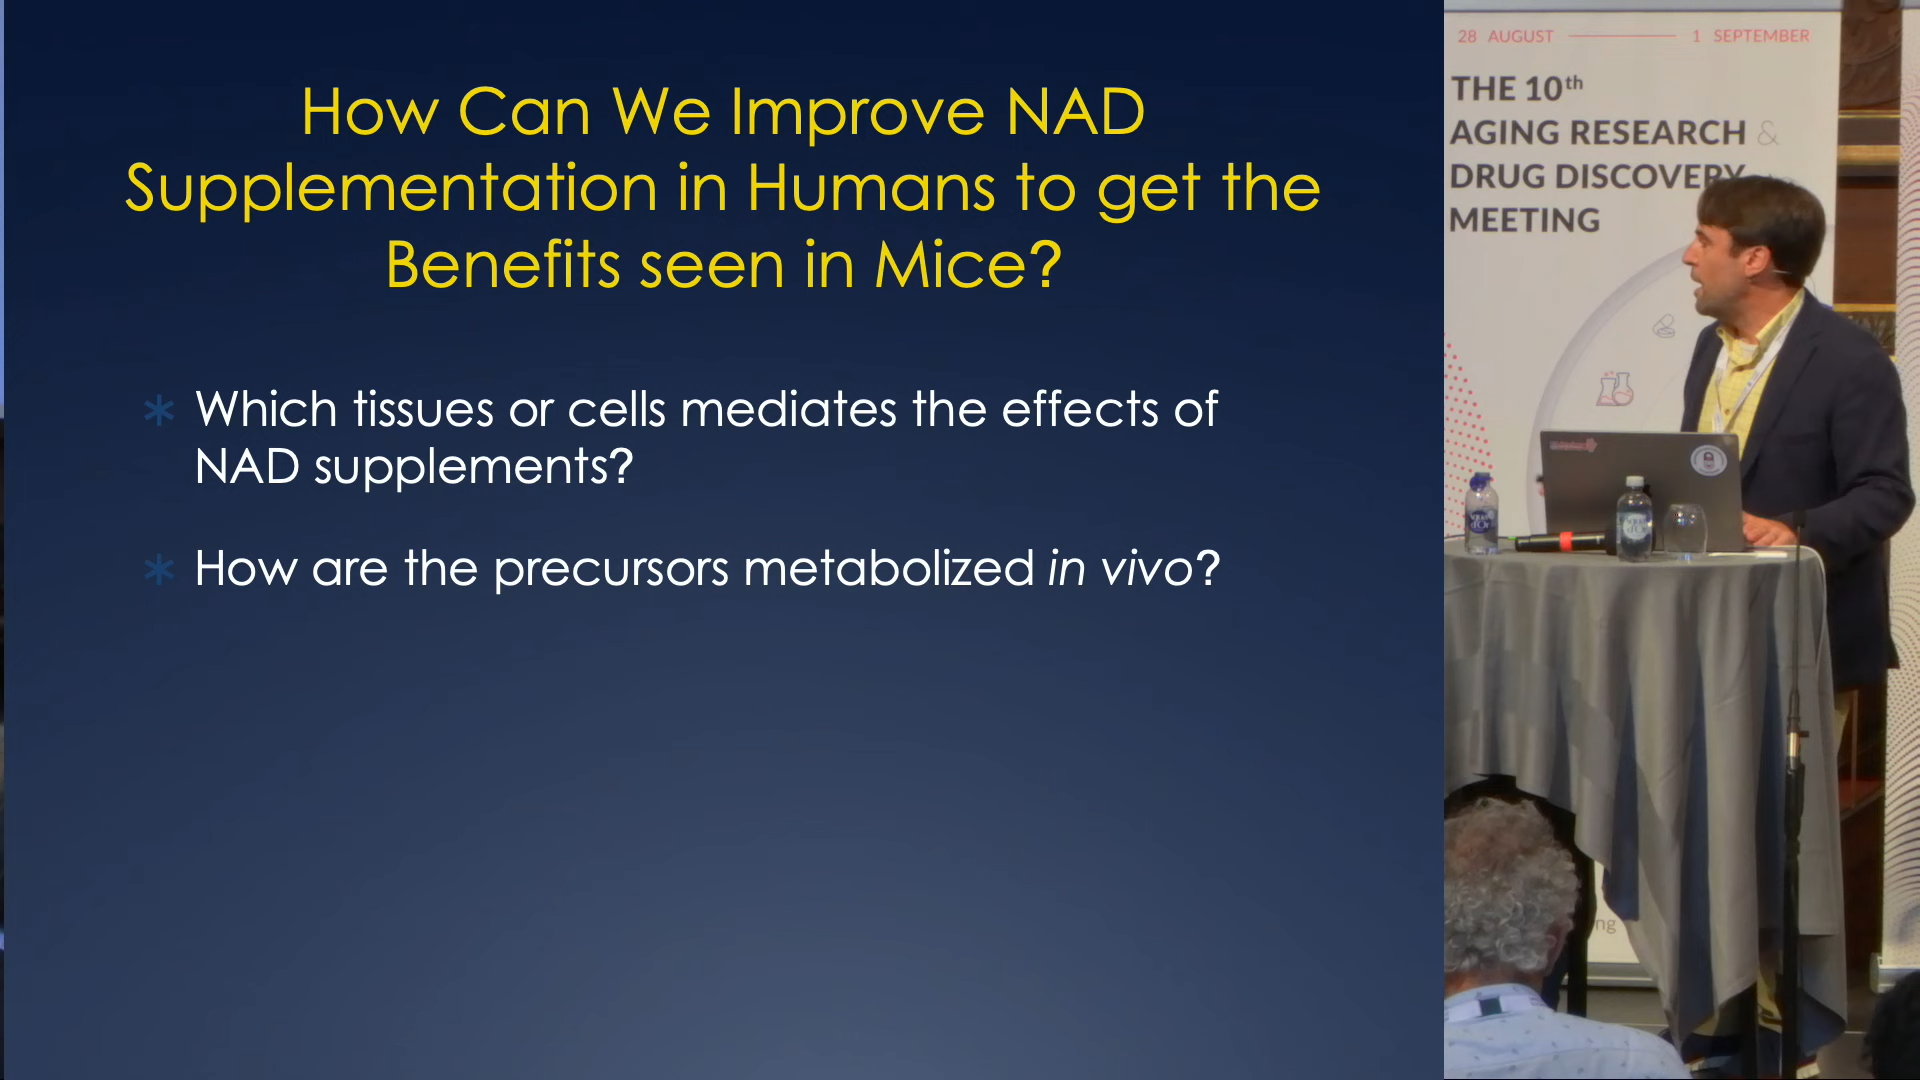 How Can We Improve NAD
Supplementation in Humans to get the
Benefits seen in Mice?
* Which tissues or cells mediates the effects of
NAD supplements?
* How are the precursors metabolized in vivo?
28 AUGUST 1 SEPTEMBER
THE 10th
AGING RESEARCH &
DRUG DISCOVERY
MEETING
ng